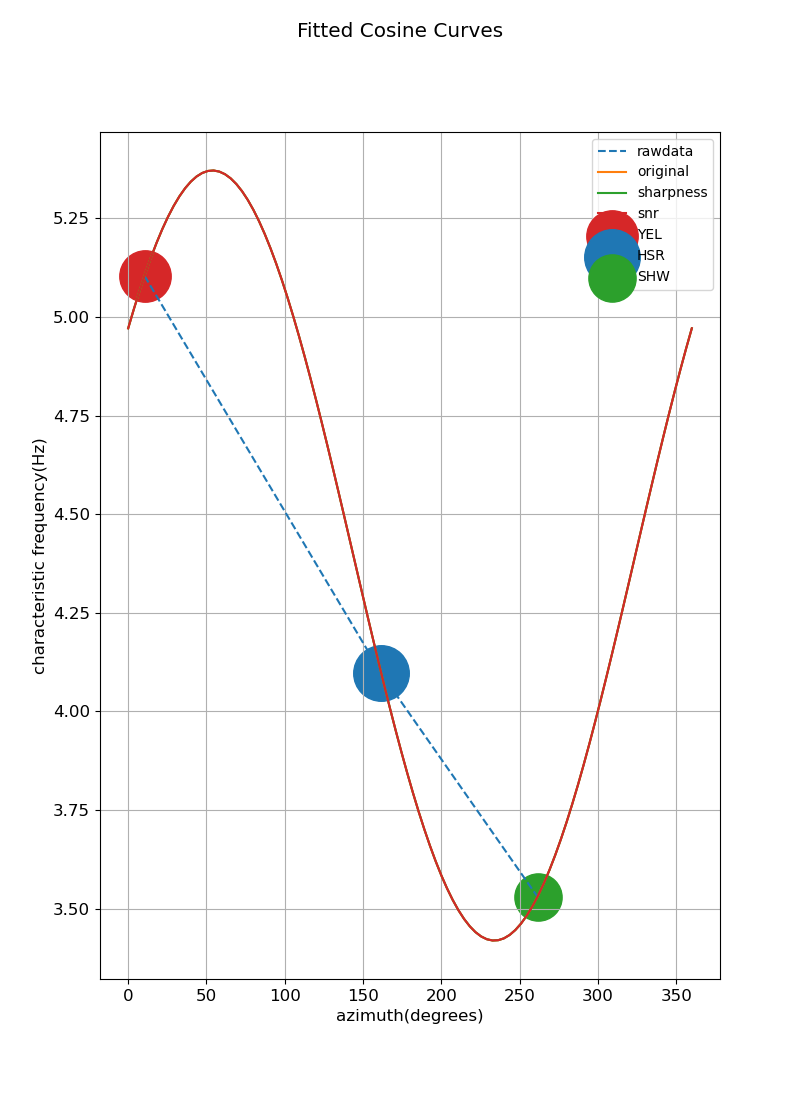 Fitted Cosine Curves
rawdata
original
sharpness
snr
YEL
HSR
SHW
5.25
5.00
4.75
4.50
4.25
4.00
3.75
3.50
characteristic frequency(Hz)
0 50 100 150 200 250 300 350
azimuth(degrees)